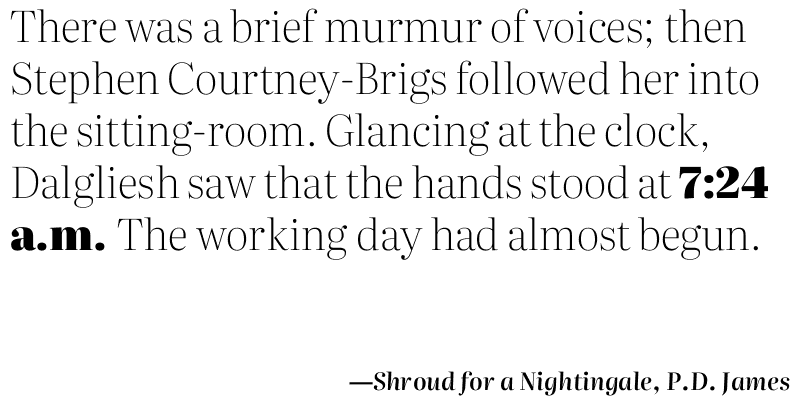 There was a brief murmur of voices; then
Stephen Courtney-Brigs followed her into
the sitting-room. Glancing at the clock,
Dalgliesh saw that the hands stood at 7:24
a.m. The working day had almost begun.
—Shroud for a Nightingale, P.D. James